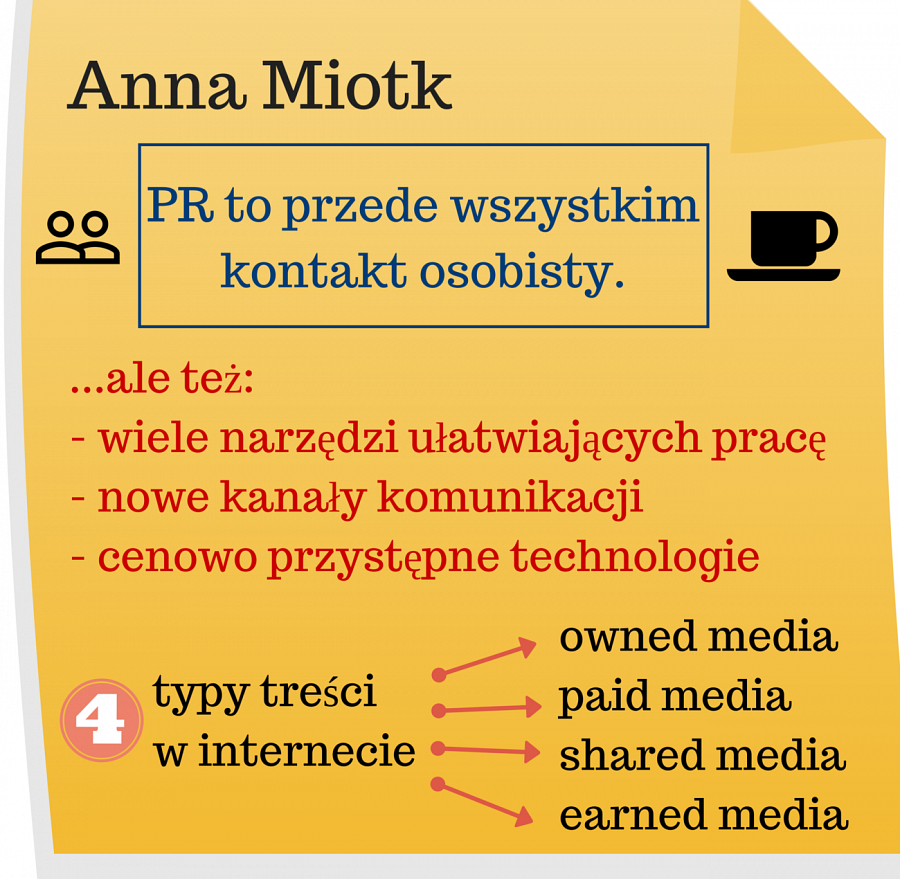 Anna Miotk
PR to przede wszystkim
kontakt osobisty.
...ale też:
- wiele narzędzi ułatwiających pracę
- nowe kanały komunikacji
- cenowo przystępne technologie
4
typy treści
w internecie
owned media
paid media
shared media
earned media